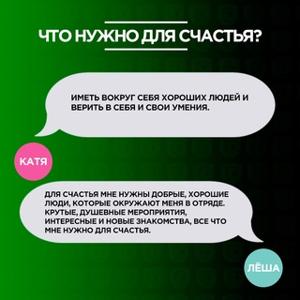 ЧТО НУЖНО ДЛЯ СЧАСТЬЯ?
ИМЕТЬ ВОКРУГ СЕБЯ ХОРОШИХ ЛЮДЕЙ И
ВЕРИТЬ В СЕБЯ И СВОИ УМЕНИЯ.
КАТЯ
ДЛЯ СЧАСТЬЯ МНЕ НУЖНЫ ДОБРЫЕ, ХОРОШИЕ
ЛЮДИ, КОТОРЫЕ ОКРУЖАЮТ МЕНЯ В ОТРЯДЕ.
КРУТЫЕ, ДУШЕВНЫЕ МЕРОПРИЯТИЯ,
ИНТЕРЕСНЫЕ И НОВЫЕ ЗНАКОМСТВА, ВСЕ ЧТО
МНЕ НУЖНО ДЛЯ СЧАСТЬЯ.
ЛЁША